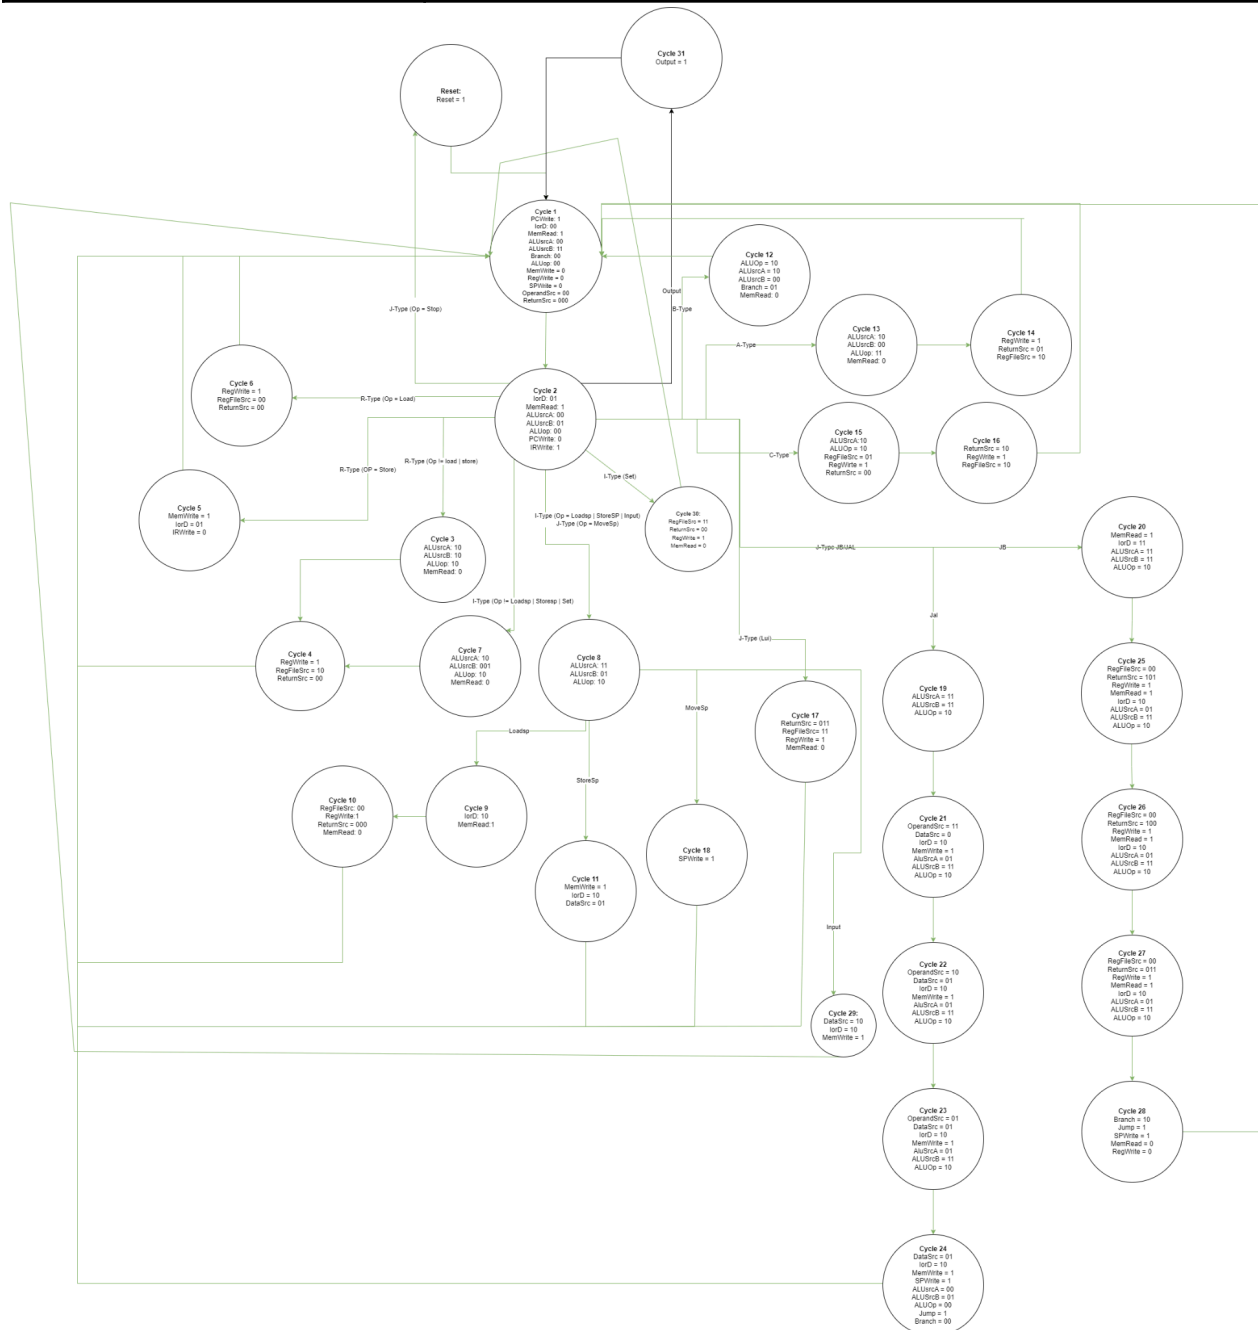 Cycle 31
Output = 1
Reset:
Reset = 1
Cycle 1
PCWrite: 1
IorD: 00
MemRead: 1
ALUsrcA: 00
ALUsrcB: 11
Branch: 00
ALUop: 00
MemWrite = 0
RegWrite = 0
SPWrite = 0
OperandSrc = 00
ReturnSrc = 000
Cycle 12
ALUOp = 10
ALUsrcA = 10
ALUsrcB = 00
Branch = 01
MemRead: 0
Output
B-Type
J-Type (Op = Stop)
A-Type
Cycle 13
ALUsrcA: 10
ALUsrcB: 00
ALUop: 11
MemRead: 0
Cycle 14
RegWrite = 1
ReturnSrc = 01
RegFileSrc = 10
Cycle 6
RegWrite = 1
RegFileSrc = 00
ReturnSrc = 00
R-Type (Op = Load)
Cycle 2
IorD: 01
MemRead: 1
ALUsrcA: 00
ALUsrcB: 01
ALUop: 00
PCWrite: 0
IRWrite: 1
Cycle 15
ALUSrcA:10
ALUOp = 10
RegFileSrc = 01
RegWirte = 1
ReturnSrc = 00
Cycle 16
ReturnSrc = 10
RegWrite = 1
RegFileSrc = 10
C-Type
R-Type (OP = Store)
R-Type (Op != load | store)
I-Type (Set)
Cycle 5
MemWrite = 1
IorD = 01
IRWrite = 0
I-Type (Op = Loadsp | StoreSP | Input)
J-Type (Op = MoveSp)
Cycle 30:
RegFileSrc = 11
ReturnSrc = 00
RegWrite = 1
MemRead = 0
Cycle 3
ALUsrcA: 10
ALUsrcB: 10
ALUop: 10
MemRead: 0
J-Type JB/JAL
JB
Cycle 20
MemRead = 1
IorD = 11
ALUSrcA = 11
ALUSrcB = 11
ALUOp = 10
I-Type (Op != Loadsp | Storesp | Set)
Jal
J-Type (Lui)
Cycle 4
RegWrite = 1
RegFileSrc = 10
ReturnSrc = 00
Cycle 7
ALUsrcA: 10
ALUsrcB: 001
ALUop: 10
MemRead: 0
Cycle 8
ALUsrcA: 11
ALUsrcB: 01
ALUop: 10
Cycle 19
ALUSrcA = 11
ALUSrcB = 11
ALUOp = 10
Cycle 25
RegFileSrc = 00
ReturnSrc = 101
RegWrite = 1
MemRead = 1
IorD = 10
ALUSrcA = 01
ALUSrcB = 11
ALUOp = 10
MoveSp
Cycle 17
ReturnSrc = 011
RegFileSrc= 11
RegWrite = 1
MemRead: 0
Loadsp
StoreSp
Cycle 10
RegFileSrc: 00
RegWrite:1
ReturnSrc = 000
MemRead: 0
Cycle 9
IorD: 10
MemRead:1
Cycle 18
SPWrite = 1
Cycle 21
OperandSrc = 11
DataSrc = 0
IorD = 10
MemWrite = 1
AluSrcA = 01
ALUSrcB = 11
ALUOp = 10
Cycle 26
RegFileSrc = 00
ReturnSrc = 100
RegWrite = 1
MemRead = 1
IorD = 10
ALUSrcA = 01
ALUSrcB = 11
ALUOp = 10
Cycle 11
MemWrite = 1
IorD = 10
DataSrc = 01
Input
Cycle 22
OperandSrc = 10
DataSrc = 01
IorD = 10
MemWrite = 1
AluSrcA = 01
ALUSrcB = 11
ALUOp = 10
Cycle 27
RegFileSrc = 00
ReturnSrc = 011
RegWrite = 1
MemRead = 1
IorD = 10
ALUSrcA = 01
ALUSrcB = 11
ALUOp = 10
Cycle 29:
DataSrc = 10
IorD = 10
MemWrite = 1
Cycle 23
OperandSrc = 01
DataSrc = 01
IorD = 10
MemWrite = 1
AluSrcA = 01
ALUSrcB = 11
ALUOp = 10
Cycle 28
Branch = 10
Jump = 1
SPWrite = 1
MemRead = 0
RegWrite = 0
Cycle 24
DataSrc = 01
IorD = 10
MemWrite = 1
SPWrite = 1
ALUsrcA = 00
ALUSrcB = 01
ALUOp = 00
Jump = 1
Branch = 00